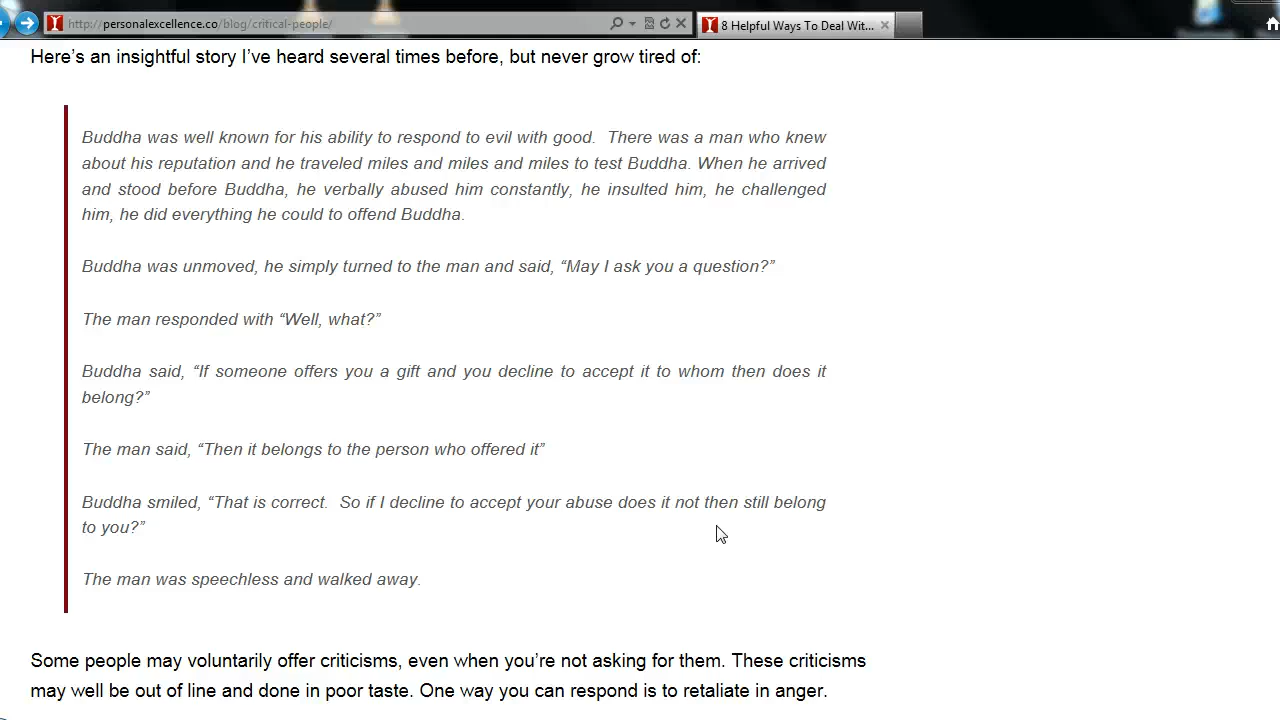 http://personalexcellence.co/blog/critical-people/
8 Helpful Ways To Deal Wit...
Here's an insightful story I've heard several times before, but never grow tired of:
Buddha was well known for his ability to respond to evil with good.  There was a man who knew
about his reputation and he traveled miles and miles and miles to test Buddha. When he arrived
and stood before Buddha, he verbally abused him constantly, he insulted him, he challenged
him, he did everything he could to offend Buddha.
Buddha was unmoved, he simply turned to the man and said, “May I ask you a question?”
The man responded with “Well, what?”
Buddha said, “If someone offers you a gift and you decline to accept it to whom then does it
belong?”
The man said, “Then it belongs to the person who offered it”
Buddha smiled, “That is correct.  So if I decline to accept your abuse does it not then still belong
to you?”
The man was speechless and walked away.
Some people may voluntarily offer criticisms, even when you're not asking for them. These criticisms
may well be out of line and done in poor taste. One way you can respond is to retaliate in anger.